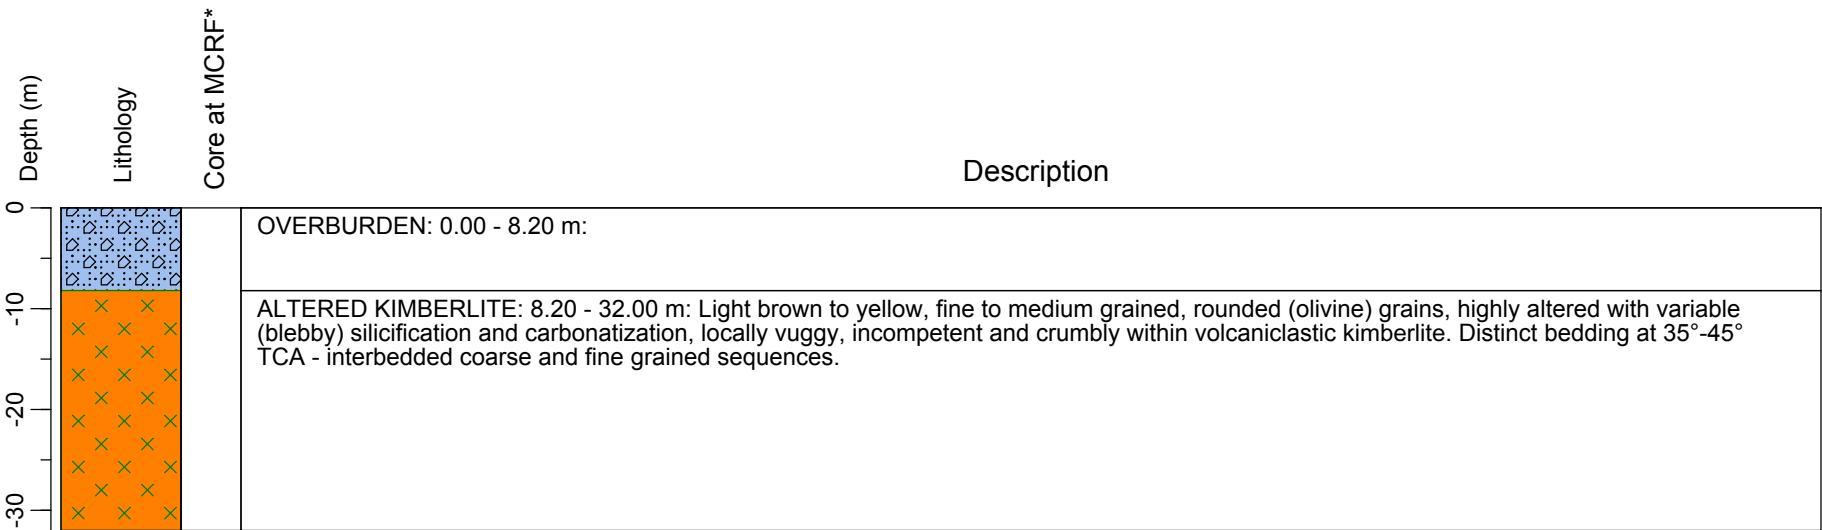 Depth (m)
Lithology
Core at MCRF*
Description
0
OVERBURDEN: 0.00 - 8.20 m:
-10
ALTERED KIMBERLITE: 8.20 - 32.00 m: Light brown to yellow, fine to medium grained, rounded (olivine) grains, highly altered with variable
(blebby) silicification and carbonatization, locally vuggy, incompetent and crumbly within volcaniclastic kimberlite. Distinct bedding at 35°-45°
TCA - interbedded coarse and fine grained sequences.
-20
-30